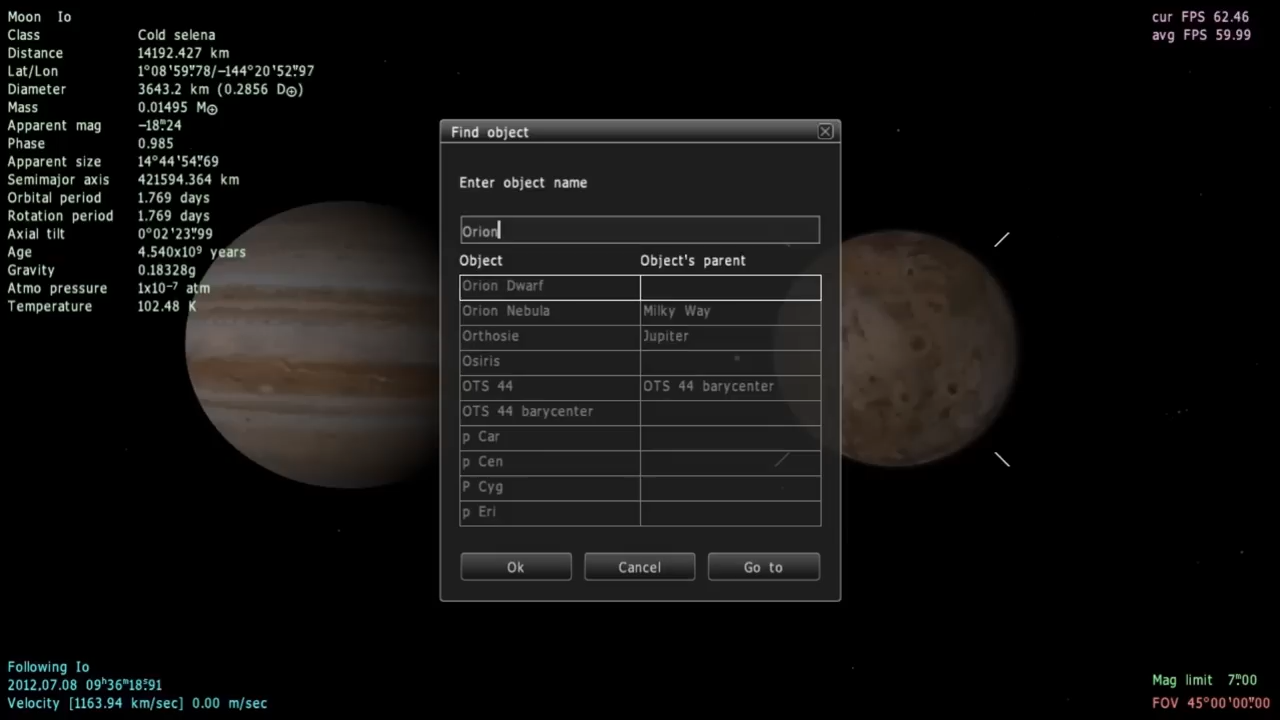 Moon Io
Class Cold selena
Distance 14192.427 km
Lat/Lon 1°08'59"78/-144°20'52"97
Diameter 3643.2 km (0.2856 D⊕)
Mass 0.01495 M⊕
Apparent mag -18ᵐ24
Phase 0.985
Apparent size 14°44'54"69
Semimajor axis 421594.364 km
Orbital period 1.769 days
Rotation period 1.769 days
Axial tilt 0°02'23"99
Age 4.540x10⁹ years
Gravity 0.18328g
Atmo pressure 1x10⁻⁷ atm
Temperature 102.48 K
cur FPS 62.46
avg FPS 59.99
Find object
Enter object name
Orion
Object Object's parent
Orion Dwarf
Orion Nebula Milky Way
Orthosie Jupiter
Osiris
OTS 44 OTS 44 barycenter
OTS 44 barycenter
p Car
p Cen
P Cyg
p Eri
Ok Cancel Go to
Following Io
2012.07.08 09ʰ36ᵐ18ˢ91
Velocity [1163.94 km/sec] 0.00 m/sec
Mag limit 7ᵐ00
FOV 45°00'00"00